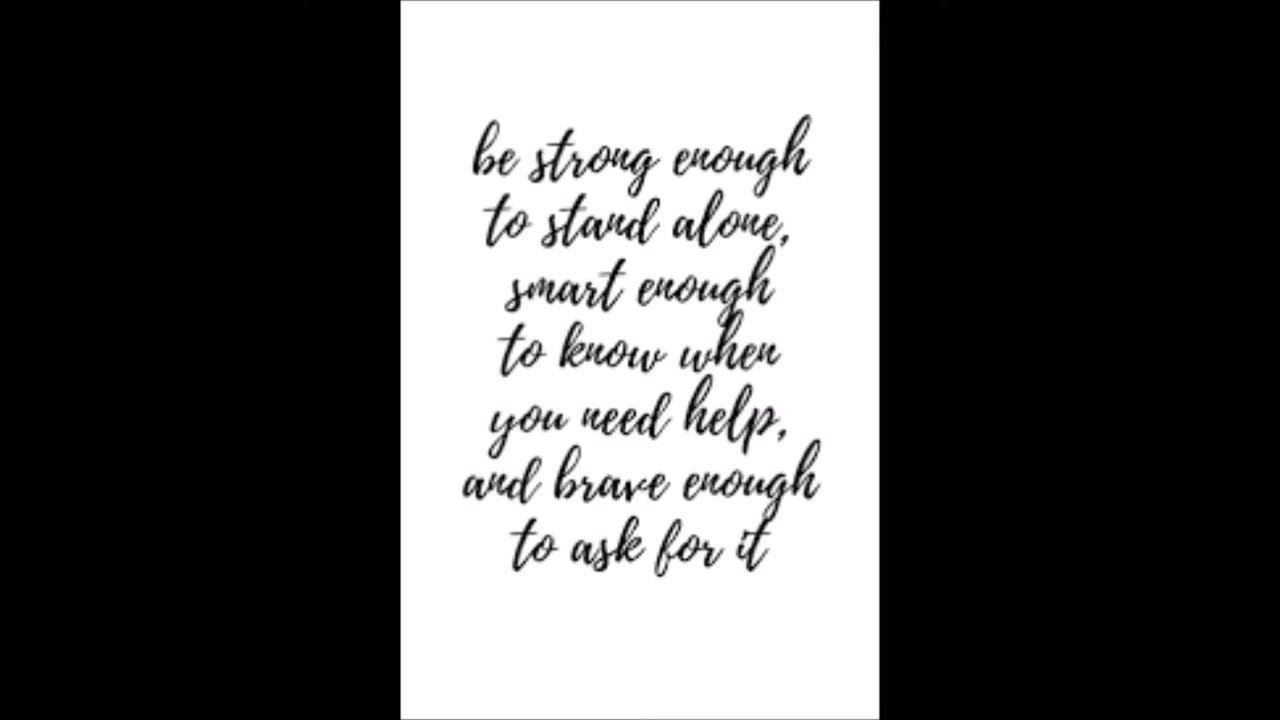 be strong enough
to stand alone,
smart enough
to know when
you need help,
and brave enough
to ask for it